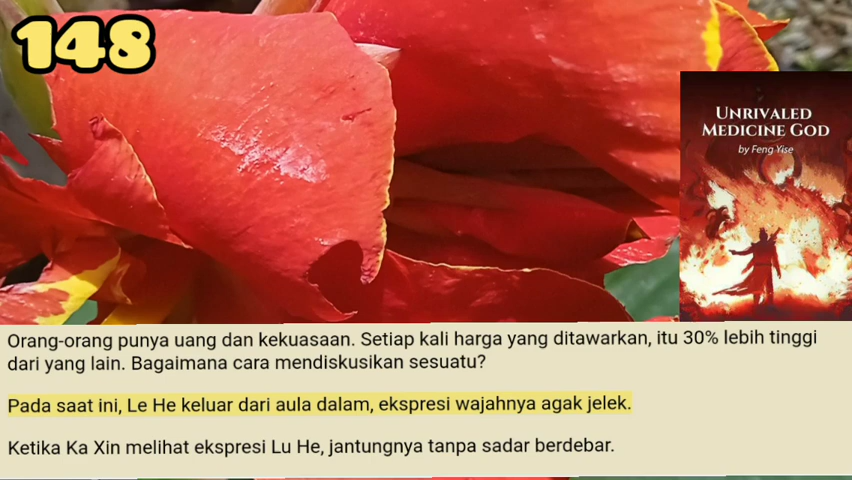 148
UNRIVALED
MEDICINE GOD
by Feng Yise
Orang-orang punya uang dan kekuasaan. Setiap kali harga yang ditawarkan, itu 30% lebih tinggi
dari yang lain. Bagaimana cara mendiskusikan sesuatu?
Pada saat ini, Le He keluar dari aula dalam, ekspresi wajahnya agak jelek.
Ketika Ka Xin melihat ekspresi Lu He, jantungnya tanpa sadar berdebar.